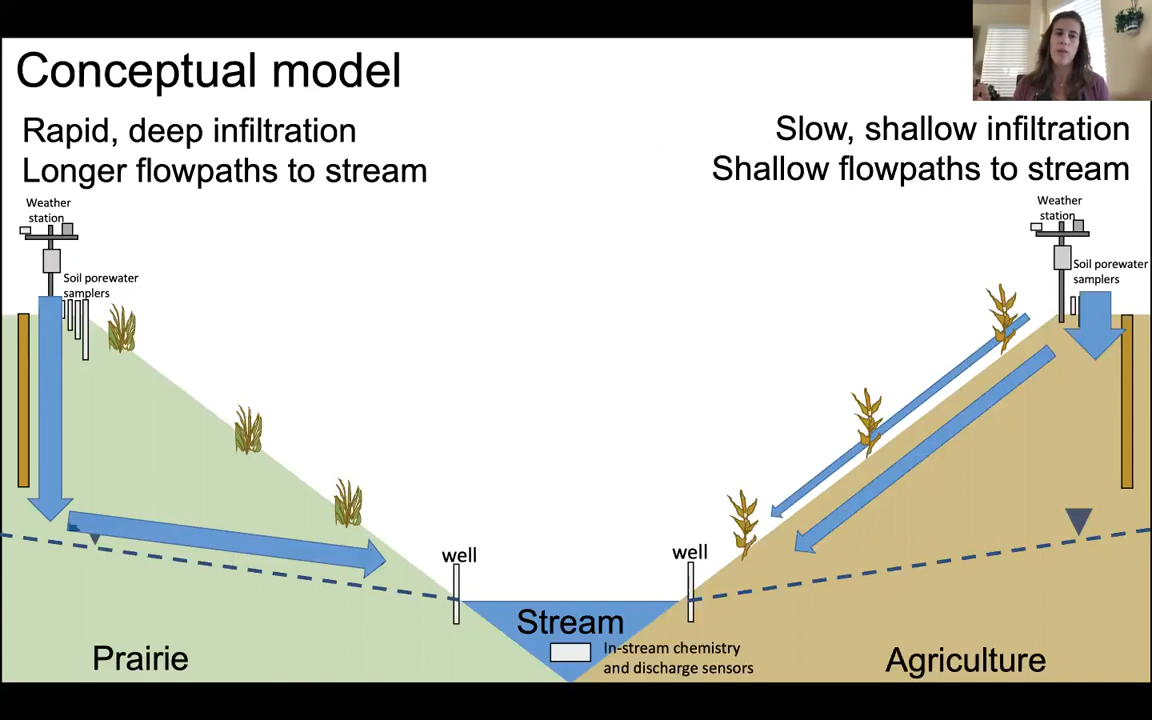 Conceptual model
Rapid, deep infiltration
Longer flowpaths to stream
Slow, shallow infiltration
Shallow flowpaths to stream
Weather
station
Soil porewater
samplers
Weather
station
Soil porewater
samplers
well
well
Stream
In-stream chemistry
and discharge sensors
Prairie
Agriculture